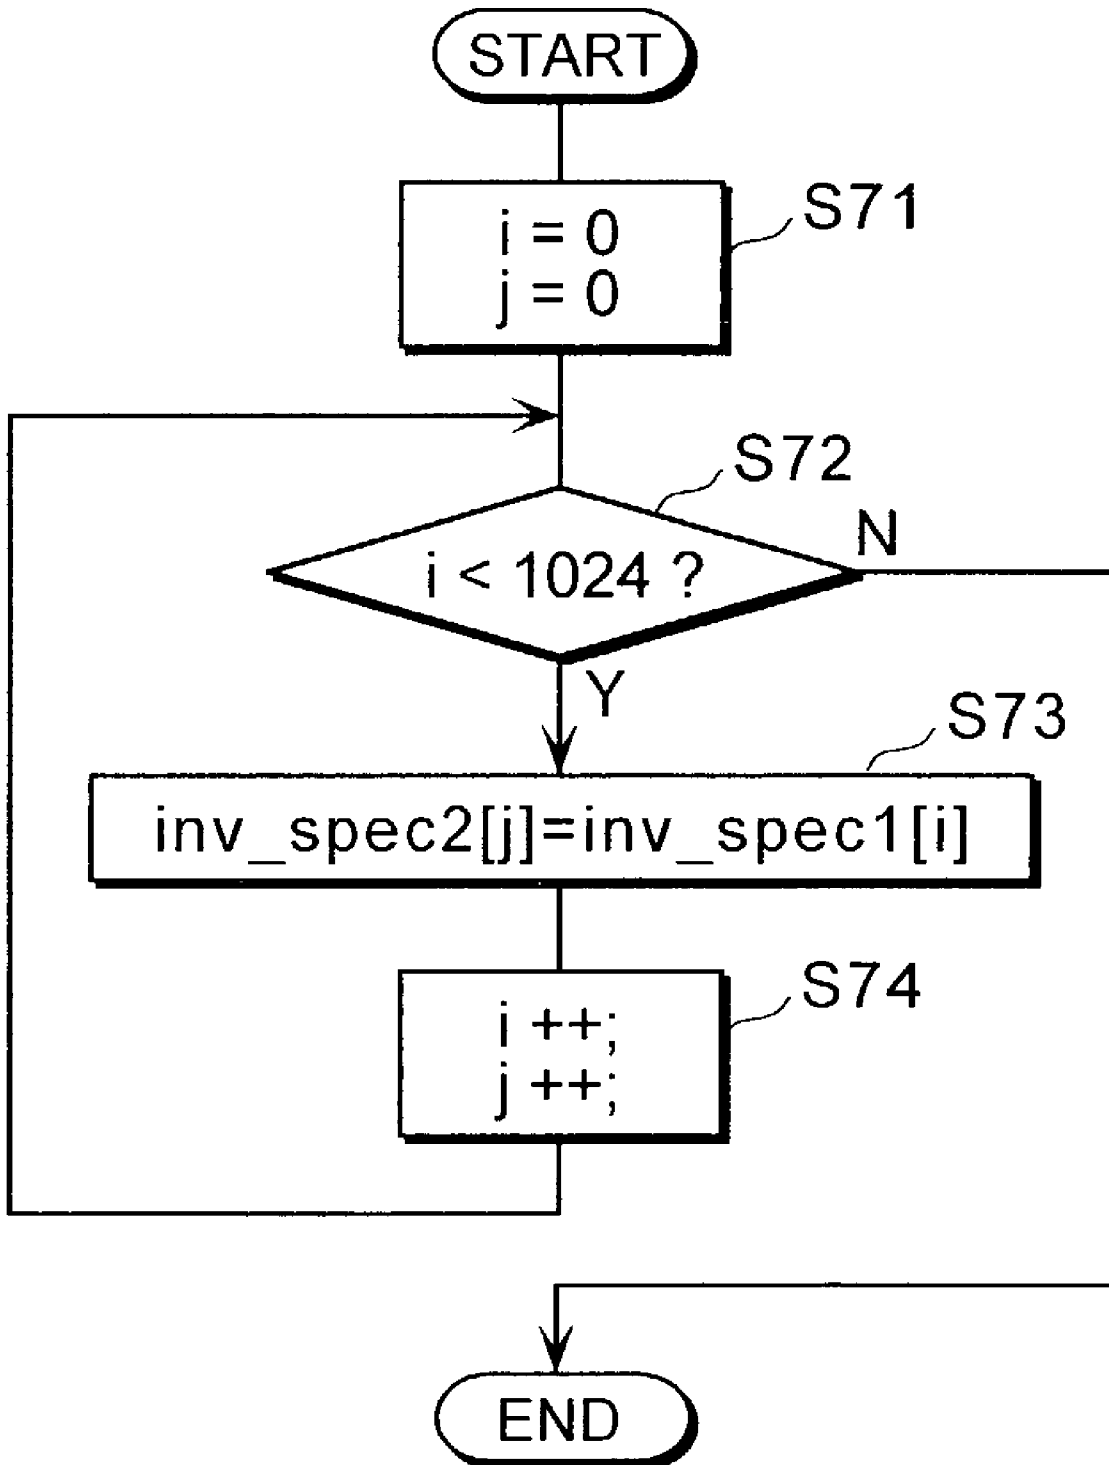 START
S71
i = 0
j = 0
S72
N
i < 1024 ?
Y
S73
inv_spec2[j]=inv_spec1[i]
S74
i ++;
j ++;
END